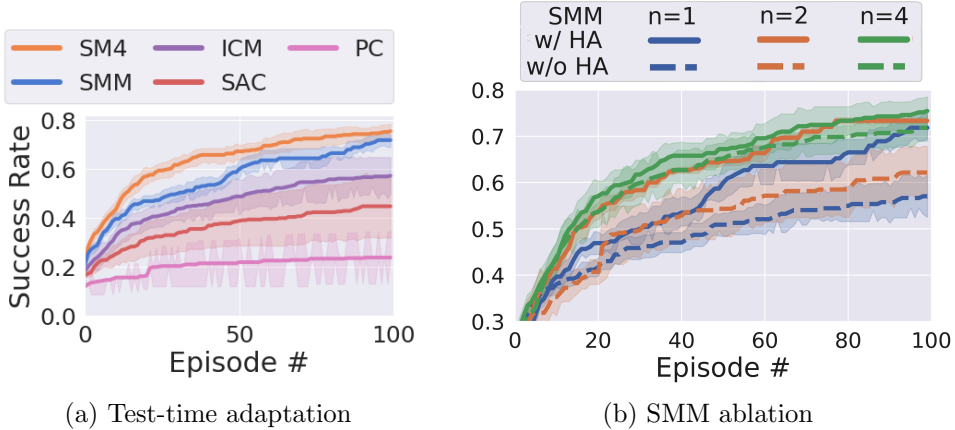 SM4 ICM PC
SMM SAC
Success Rate
0.8
0.6
0.4
0.2
0.0
0 50 100
Episode #
(a) Test-time adaptation
SMM n=1 n=2 n=4
w/ HA
w/o HA
0.8
0.7
0.6
0.5
0.4
0.3
0 20 40 60 80 100
Episode #
(b) SMM ablation